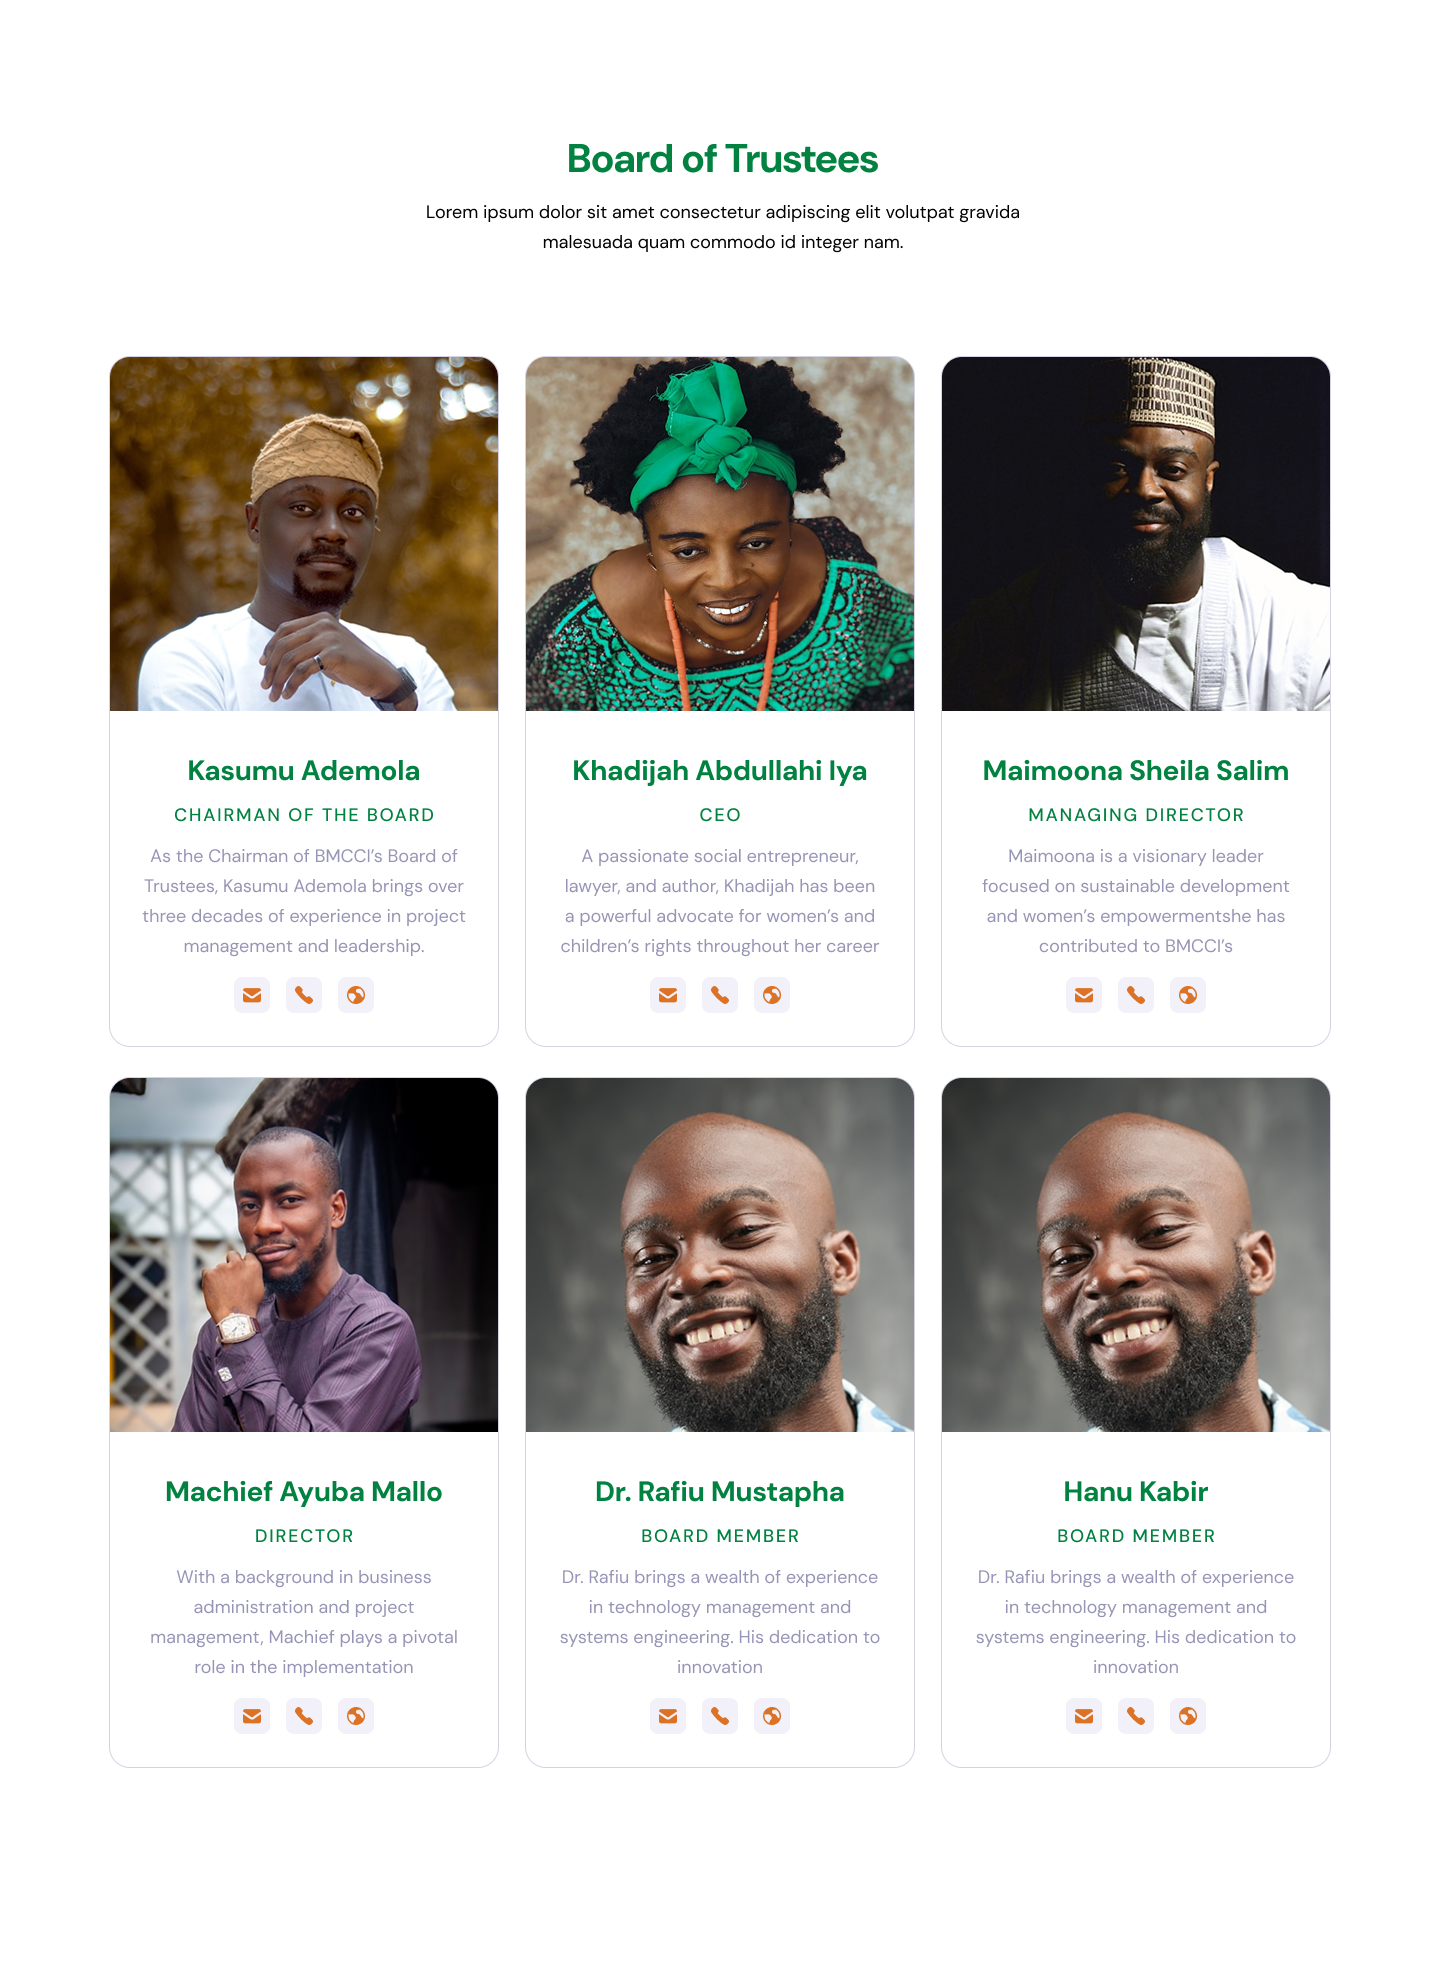 Board of Trustees
Lorem ipsum dolor sit amet consectetur adipiscing elit volutpat gravida
malesuada quam commodo id integer nam.
Kasumu Ademola
CHAIRMAN OF THE BOARD
As the Chairman of BMCCI’s Board of
Trustees, Kasumu Ademola brings over
three decades of experience in project
management and leadership.
Khadijah Abdullahi Iya
CEO
A passionate social entrepreneur,
lawyer, and author, Khadijah has been
a powerful advocate for women’s and
children’s rights throughout her career
Maimoona Sheila Salim
MANAGING DIRECTOR
Maimoona is a visionary leader
focused on sustainable development
and women’s empowermentshe has
contributed to BMCCI’s
Machief Ayuba Mallo
DIRECTOR
With a background in business
administration and project
management, Machief plays a pivotal
role in the implementation
Dr. Rafiu Mustapha
BOARD MEMBER
Dr. Rafiu brings a wealth of experience
in technology management and
systems engineering. His dedication to
innovation
Hanu Kabir
BOARD MEMBER
Dr. Rafiu brings a wealth of experience
in technology management and
systems engineering. His dedication to
innovation